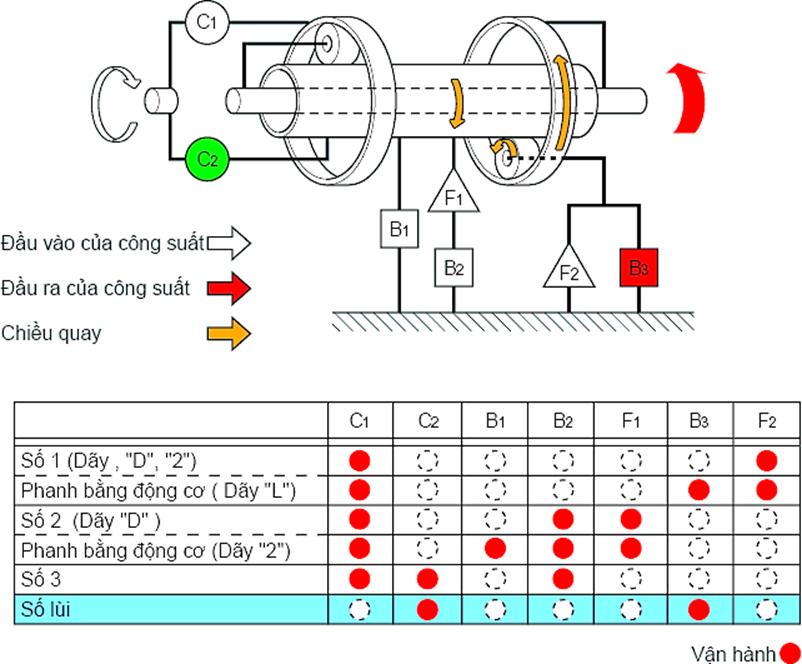 C1
C2
F1
B1
B2
F2
B3
Đầu vào của công suất
Đầu ra của công suất
Chiều quay
C1 C2 B1 B2 F1 B3 F2
Số 1 (Dãy , "D", "2")
Phanh bằng động cơ ( Dãy "L")
Số 2 (Dãy "D" )
Phanh bằng động cơ (Dãy "2")
Số 3
Số lùi
Vận hành